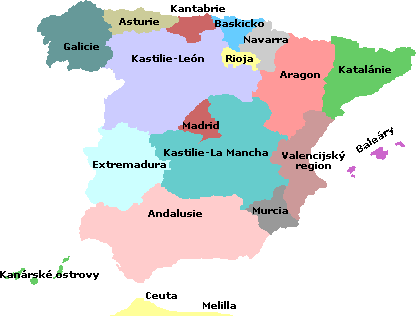 Kantabrie
Asturie
Baskicko
Galicie
Navarra
Kastilie-León
Rioja
Aragon
Katalánie
Madrid
Baleáry
Kastilie-La Mancha
Valencijský
region
Extremadura
Andalusie
Murcia
Kanárské ostrovy
Ceuta
Melilla